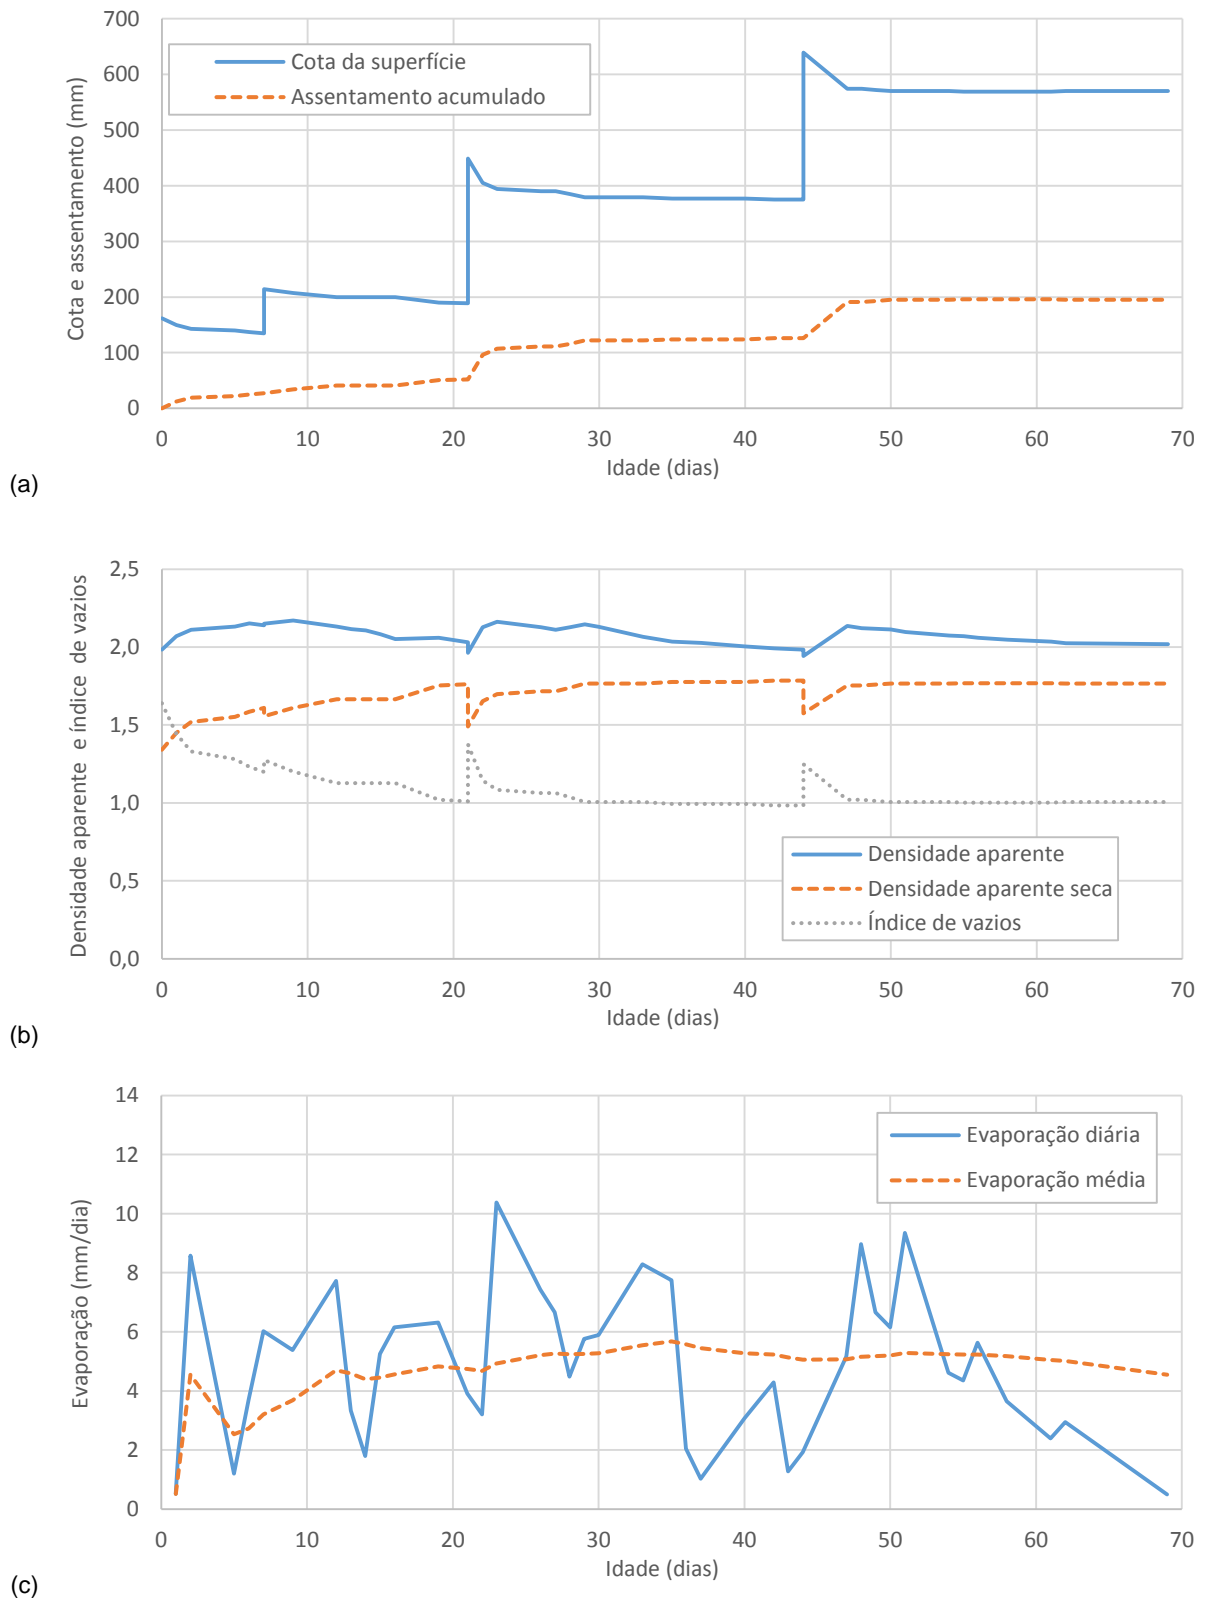 700
600
500
400
300
200
100
0
Cota e assentamento (mm)
Cota da superfície
Assentamento acumulado
0 10 20 30 40 50 60 70
Idade (dias)
(a)
2,5
2,0
1,5
1,0
0,5
0,0
Densidade aparente e índice de vazios
Densidade aparente
Densidade aparente seca
Índice de vazios
0 10 20 30 40 50 60 70
Idade (dias)
(b)
14
12
10
8
6
4
2
0
Evaporação (mm/dia)
Evaporação diária
Evaporação média
0 10 20 30 40 50 60 70
Idade (dias)
(c)